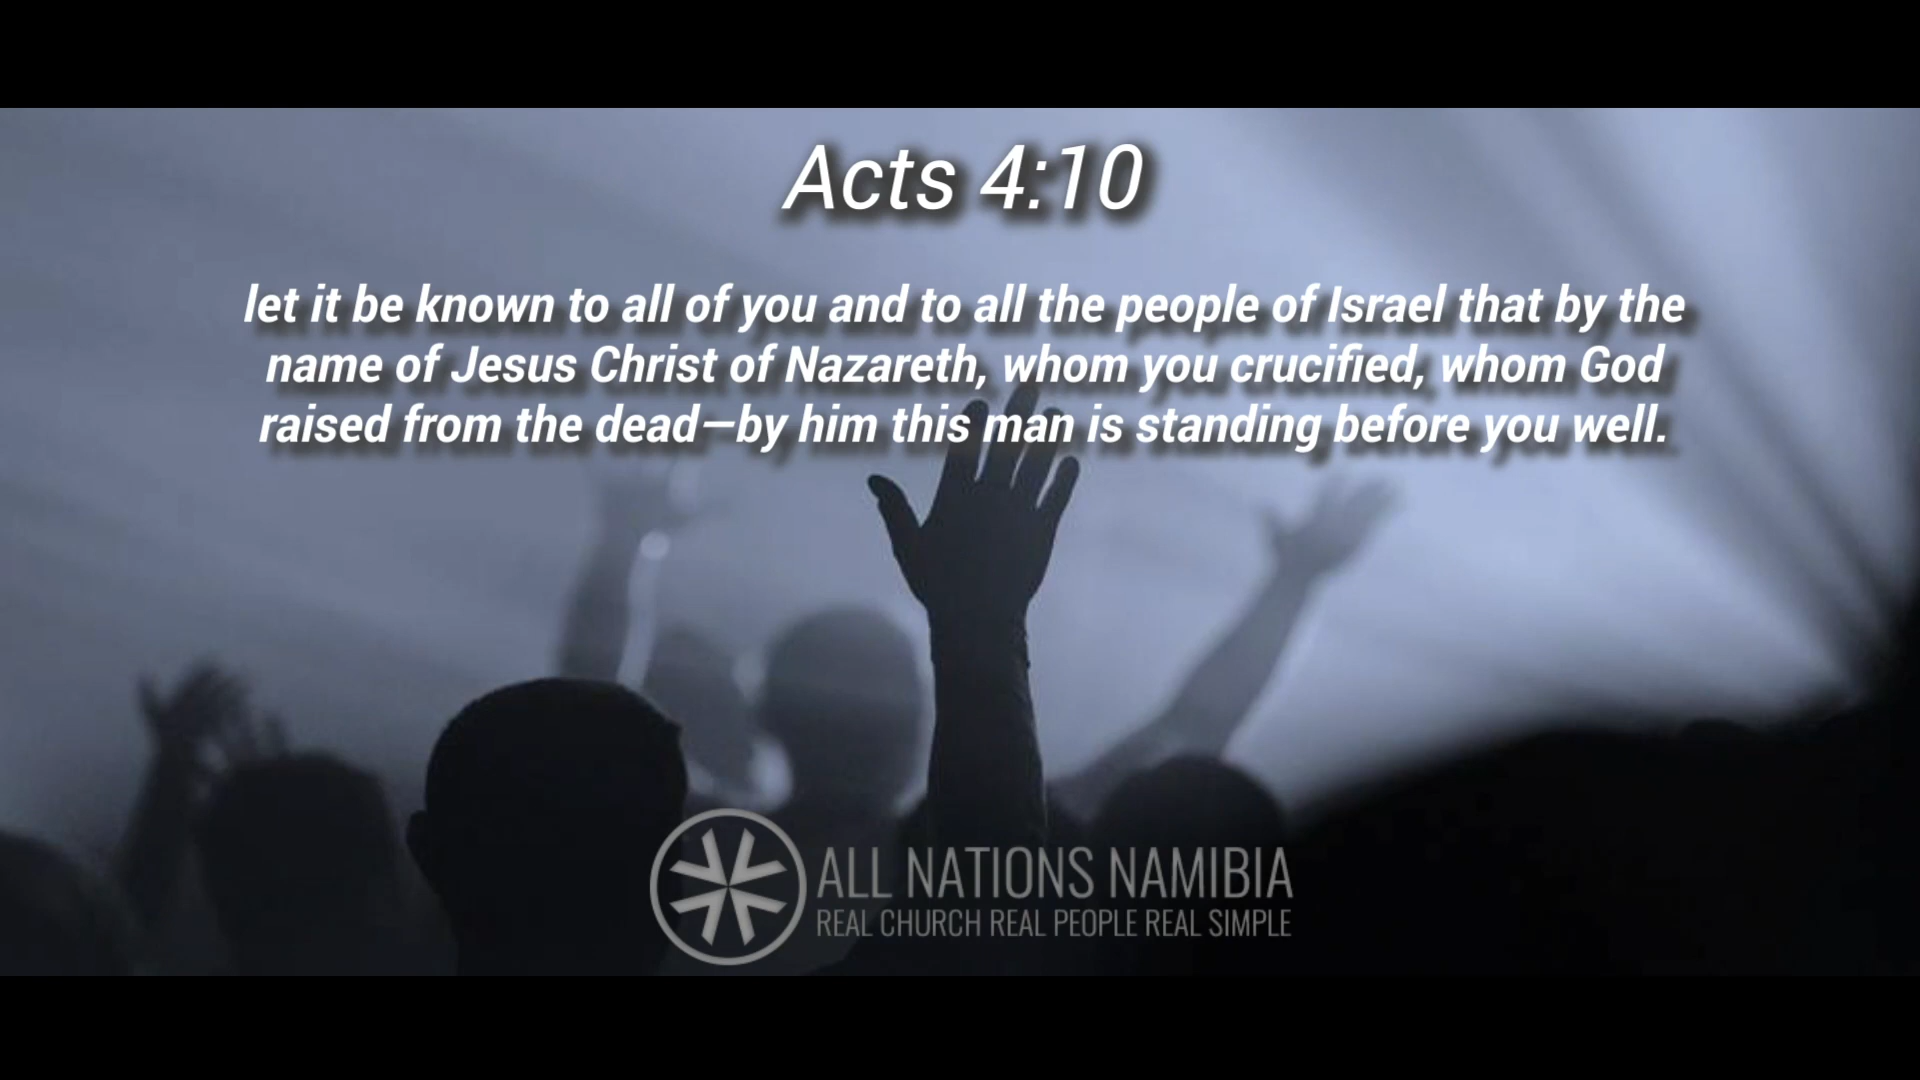 Acts 4:10
let it be known to all of you and to all the people of Israel that by the
name of Jesus Christ of Nazareth, whom you crucified, whom God
raised from the dead—by him this man is standing before you well.
ALL NATIONS NAMIBIA
REAL CHURCH REAL PEOPLE REAL SIMPLE